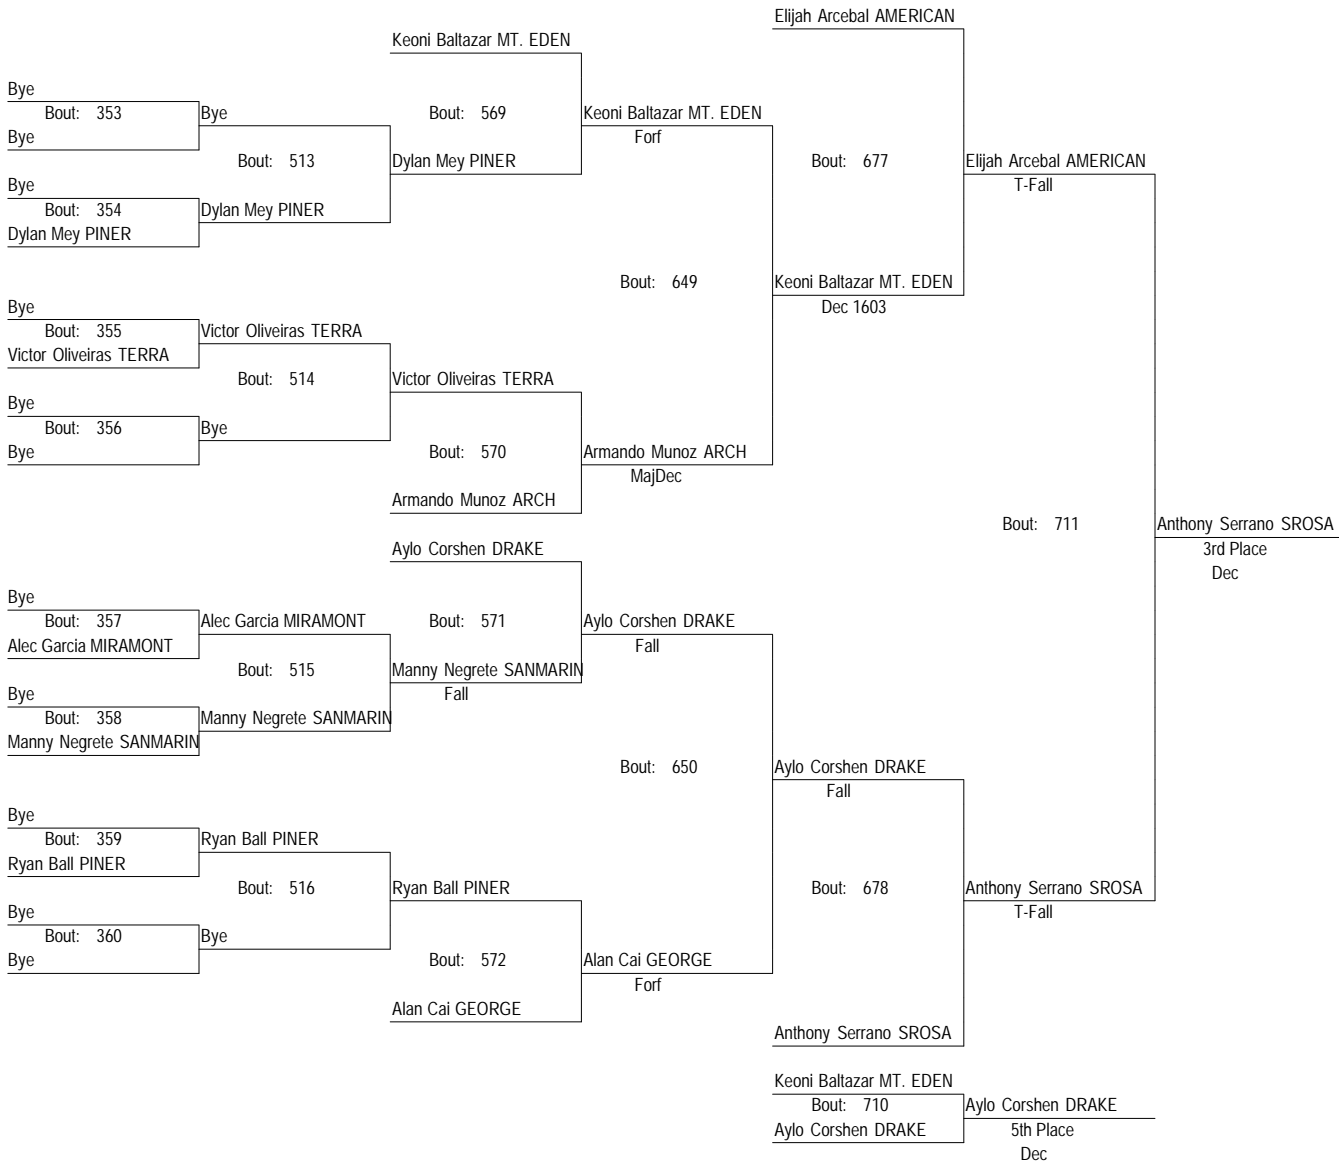 Elijah Arcebal AMERICAN
Keoni Baltazar MT. EDEN
Bye
Bout: 353
Bye
Bout: 569
Keoni Baltazar MT. EDEN
Bye
Forf
Bout: 513
Dylan Mey PINER
Bout: 677
Elijah Arcebal AMERICAN
Bye
T-Fall
Bout: 354
Dylan Mey PINER
Dylan Mey PINER
Bout: 649
Keoni Baltazar MT. EDEN
Bye
Dec 1603
Bout: 355
Victor Oliveiras TERRA
Victor Oliveiras TERRA
Bout: 514
Victor Oliveiras TERRA
Bye
Bout: 356
Bye
Bye
Bout: 570
Armando Munoz ARCH
MajDec
Armando Munoz ARCH
Bout: 711
Anthony Serrano SROSA
Aylo Corshen DRAKE
3rd Place
Dec
Bye
Bout: 357
Alec Garcia MIRAMONT
Bout: 571
Aylo Corshen DRAKE
Alec Garcia MIRAMONT
Fall
Bout: 515
Manny Negrete SANMARIN
Bye
Fall
Bout: 358
Manny Negrete SANMARIN
Manny Negrete SANMARIN
Bout: 650
Aylo Corshen DRAKE
Fall
Bye
Bout: 359
Ryan Ball PINER
Ryan Ball PINER
Bout: 516
Ryan Ball PINER
Bout: 678
Anthony Serrano SROSA
Bye
T-Fall
Bout: 360
Bye
Bye
Bout: 572
Alan Cai GEORGE
Forf
Alan Cai GEORGE
Anthony Serrano SROSA
Keoni Baltazar MT. EDEN
Bout: 710
Aylo Corshen DRAKE
Aylo Corshen DRAKE
5th Place
Dec